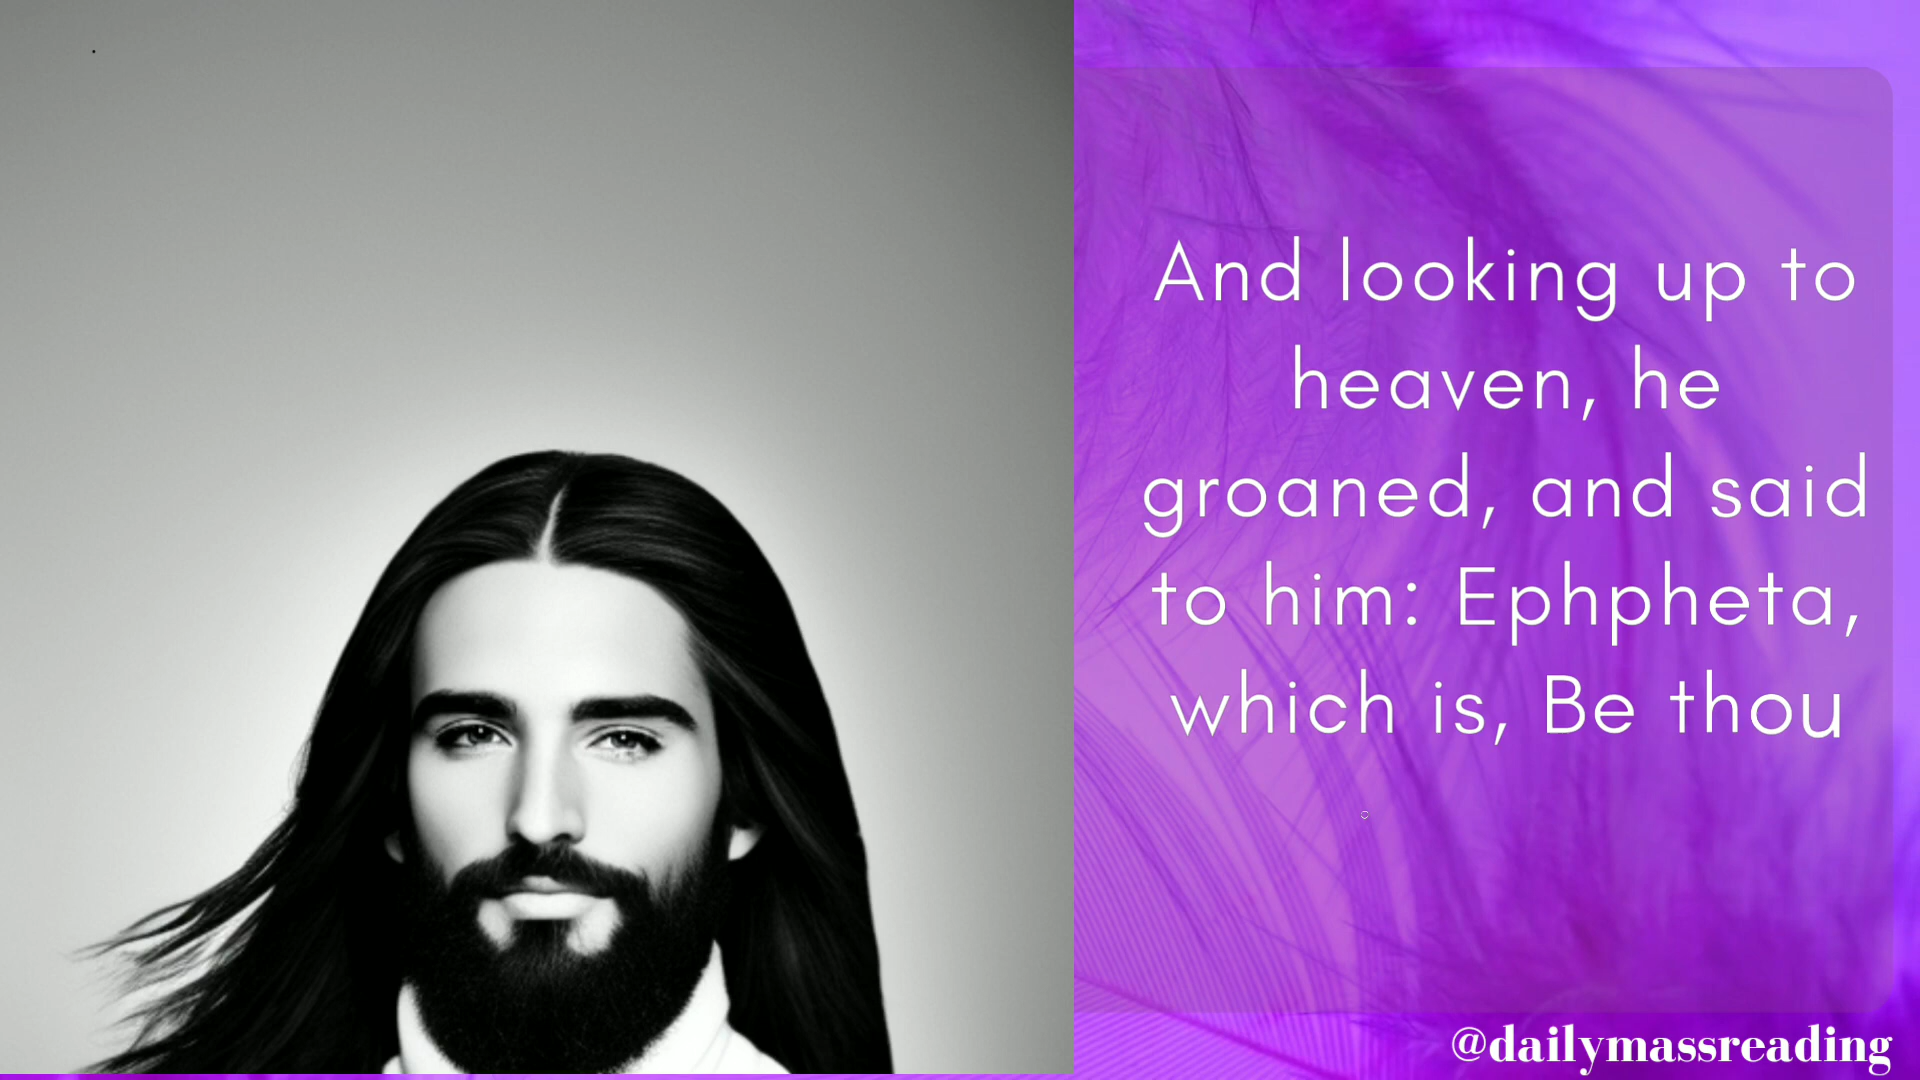 And looking up to
heaven, he
groaned, and said
to him: Ephpheta,
which is, Be thou
@dailymassreading